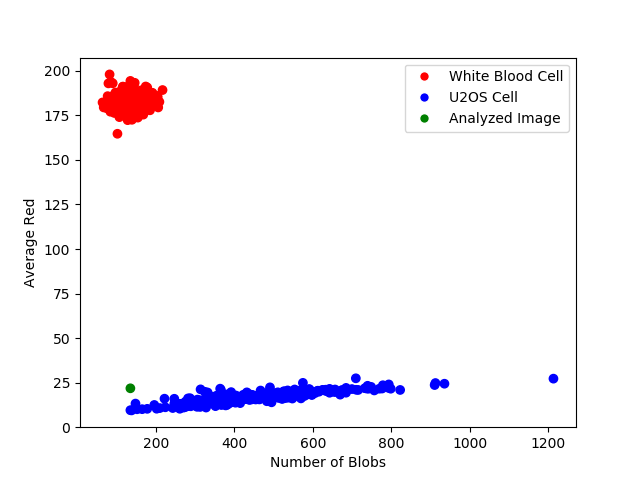 White Blood Cell
U2OS Cell
Analyzed Image
200
175
150
125
100
75
50
25
0
Average Red
200 400 600 800 1000 1200
Number of Blobs